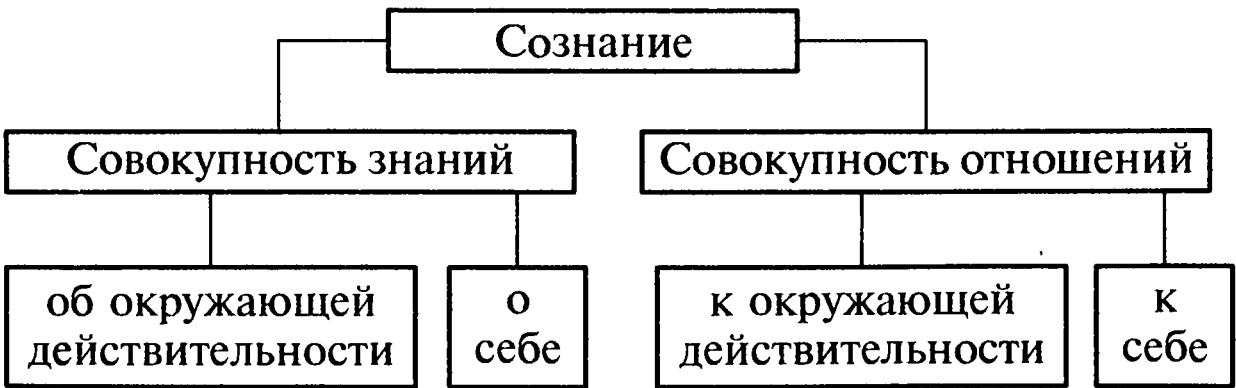 Сознание
Совокупность знаний
Совокупность отношений
об окружающей
действительности
о
себе
к окружающей
действительности
к
себе